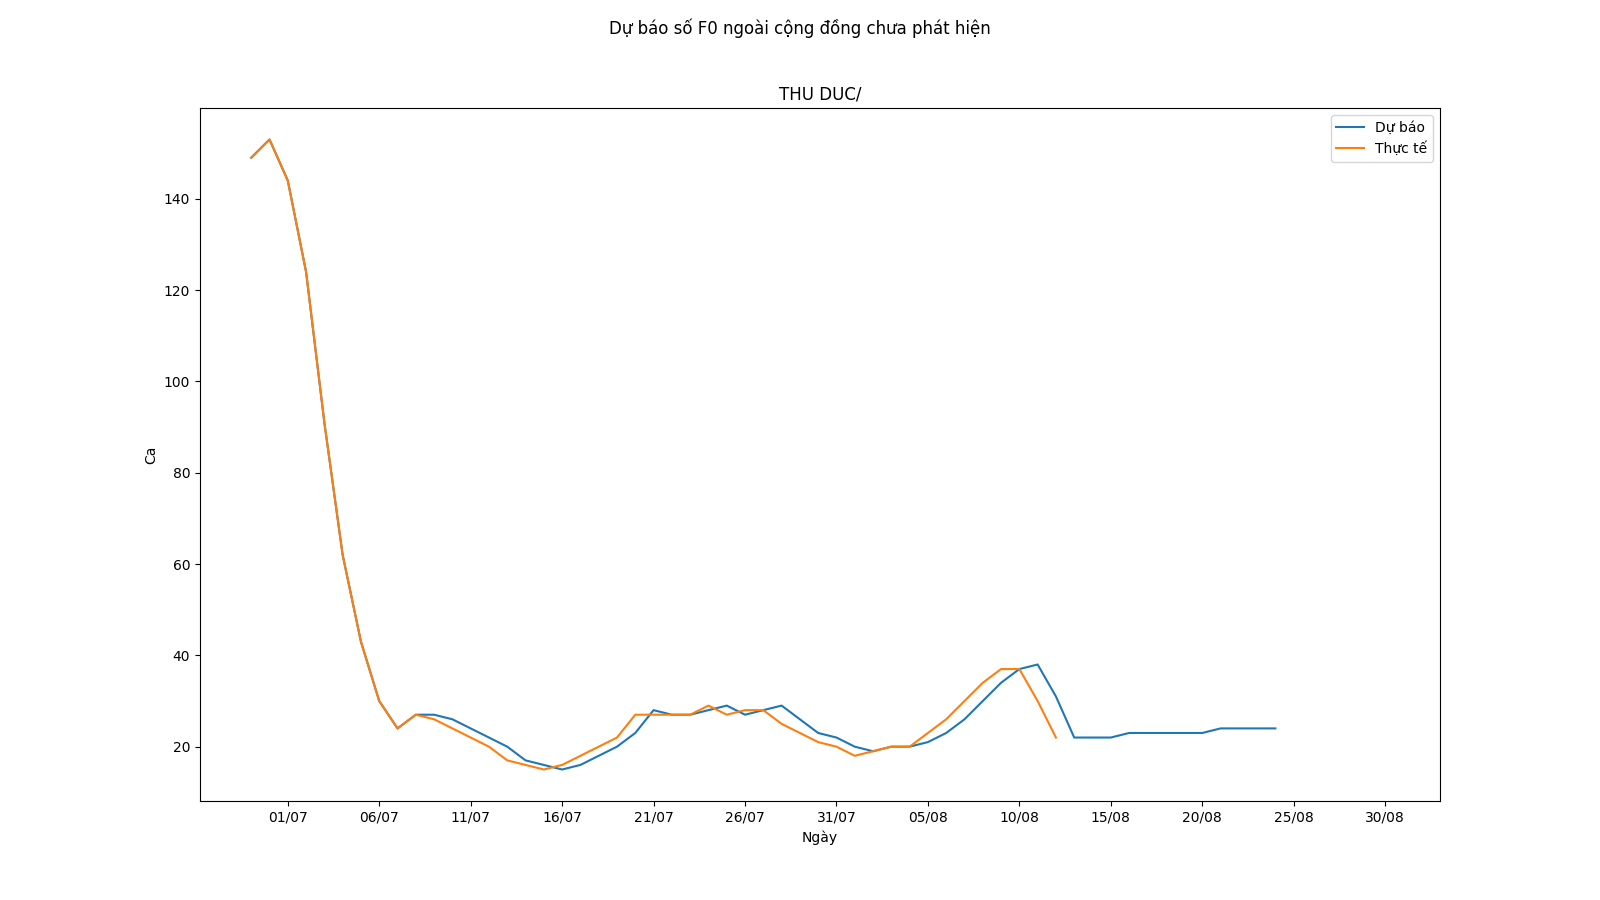 Dự báo số F0 ngoài cộng đồng chưa phát hiện
THU DUC/
Dự báo
Thực tế
140
120
100
80
60
40
20
Ca
01/07 06/07 11/07 16/07 21/07 26/07 31/07 05/08 10/08 15/08 20/08 25/08 30/08
Ngày